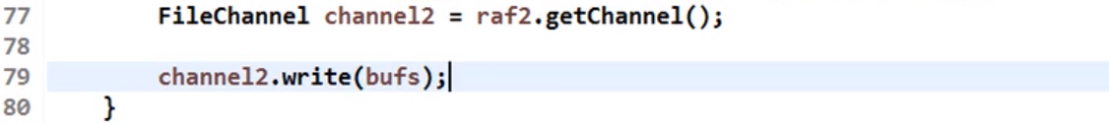 77 FileChannel channel2 = raf2.getChannel();
78
79 channel2.write(bufs);
80 }